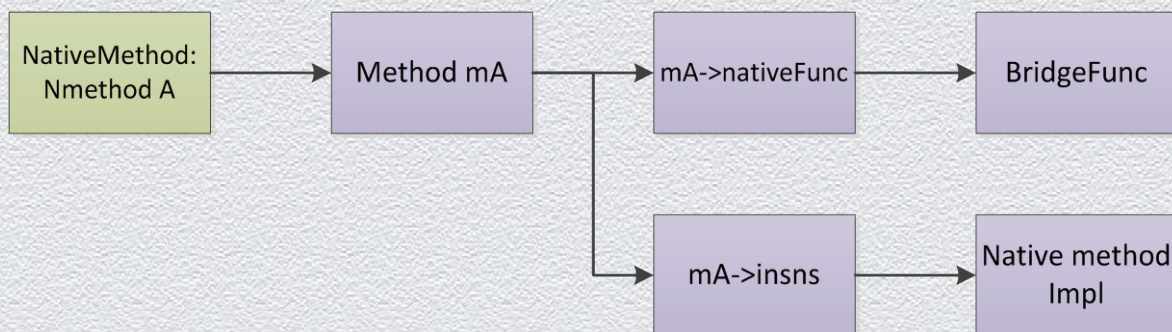 NativeMethod:
Nmethod A
Method mA
mA->nativeFunc
BridgeFunc
mA->insns
Native method
Impl